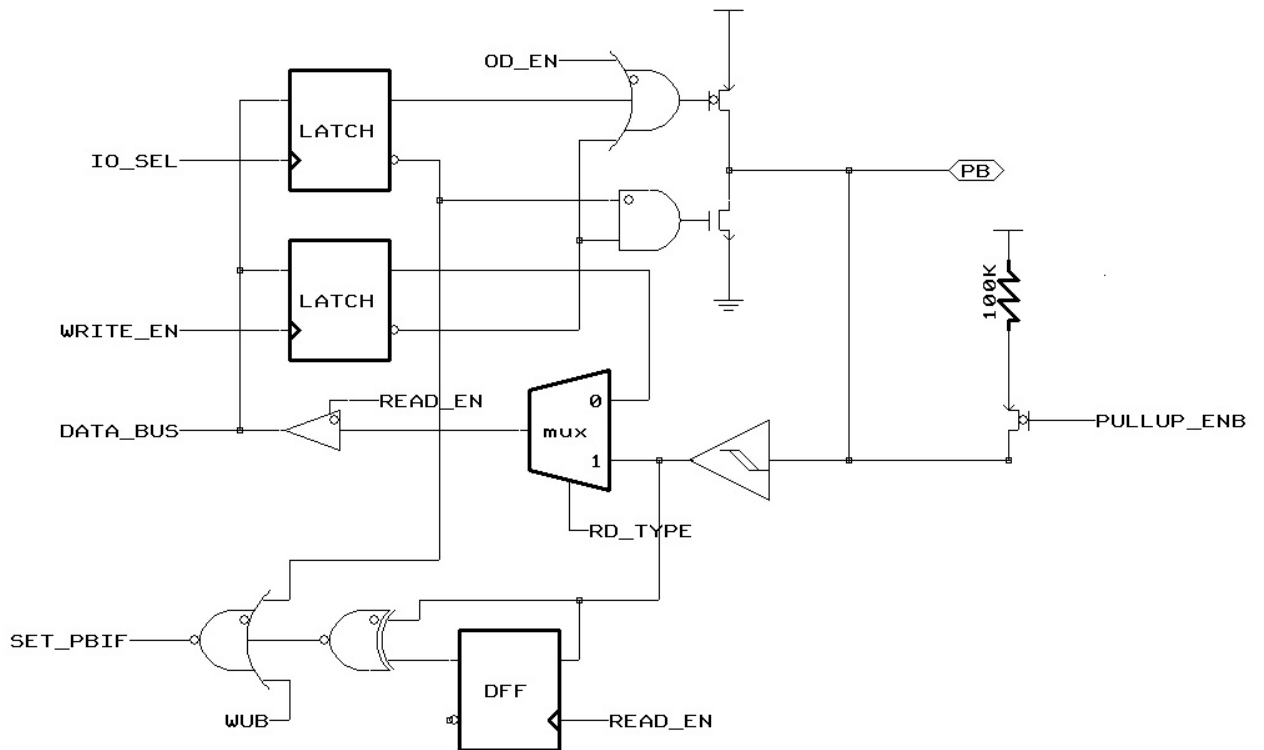 OD_EN
LATCH
IO_SEL
PB
LATCH
100K
WRITE_EN
READ_EN
0
DATA_BUS
mux
PULLUP_ENB
1
RD_TYPE
SET_PBIF
DFF
WUB
READ_EN